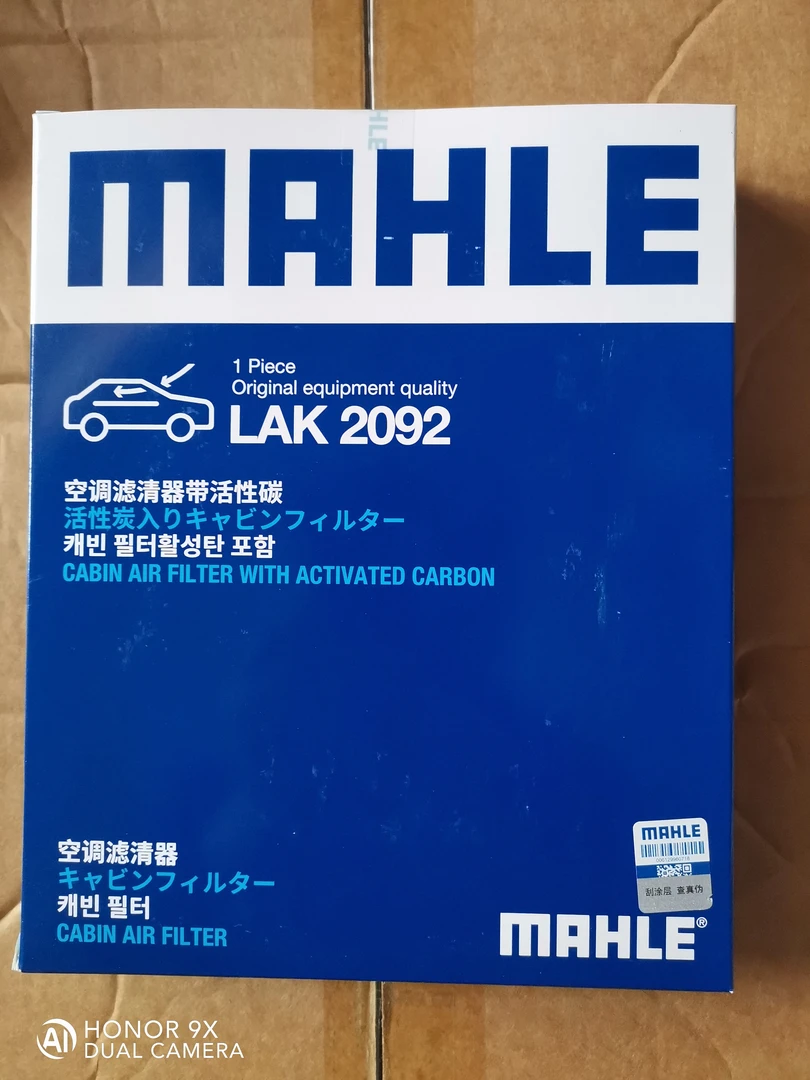 HLE
MAHLE
1 Piece
Original equipment quality
LAK 2092
空调滤清器带活性碳
活性炭入りキャビンフィルター
캐빈 필터활성탄 포함
CABIN AIR FILTER WITH ACTIVATED CARBON
空调滤清器
キャビンフィルター
캐빈 필터
CABIN AIR FILTER
MAHLE
刮涂层 查真伪
MAHLE®
HONOR 9X
DUAL CAMERA